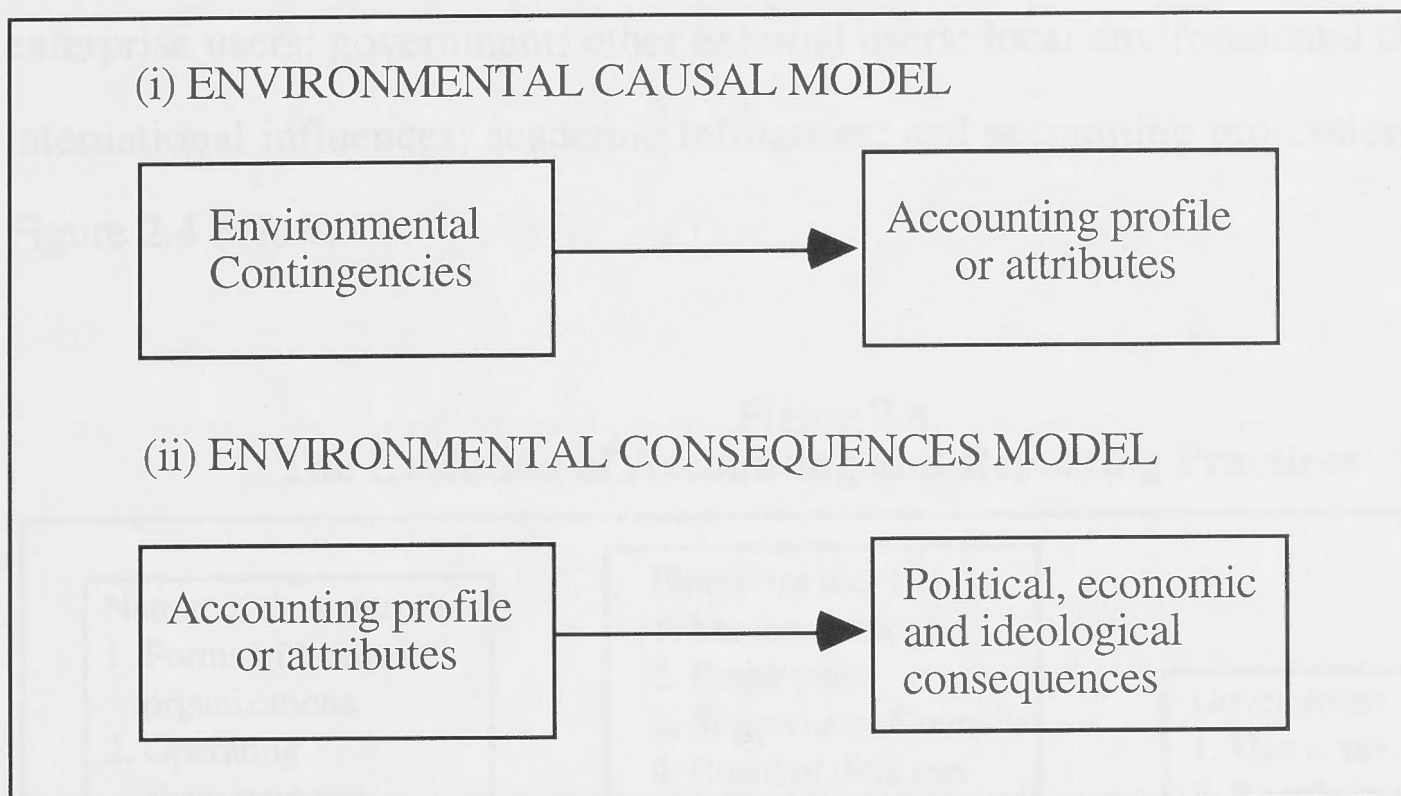 (i) ENVIRONMENTAL CAUSAL MODEL
Environmental
Contingencies
Accounting profile
or attributes
(ii) ENVIRONMENTAL CONSEQUENCES MODEL
Accounting profile
or attributes
Political, economic
and ideological
consequences